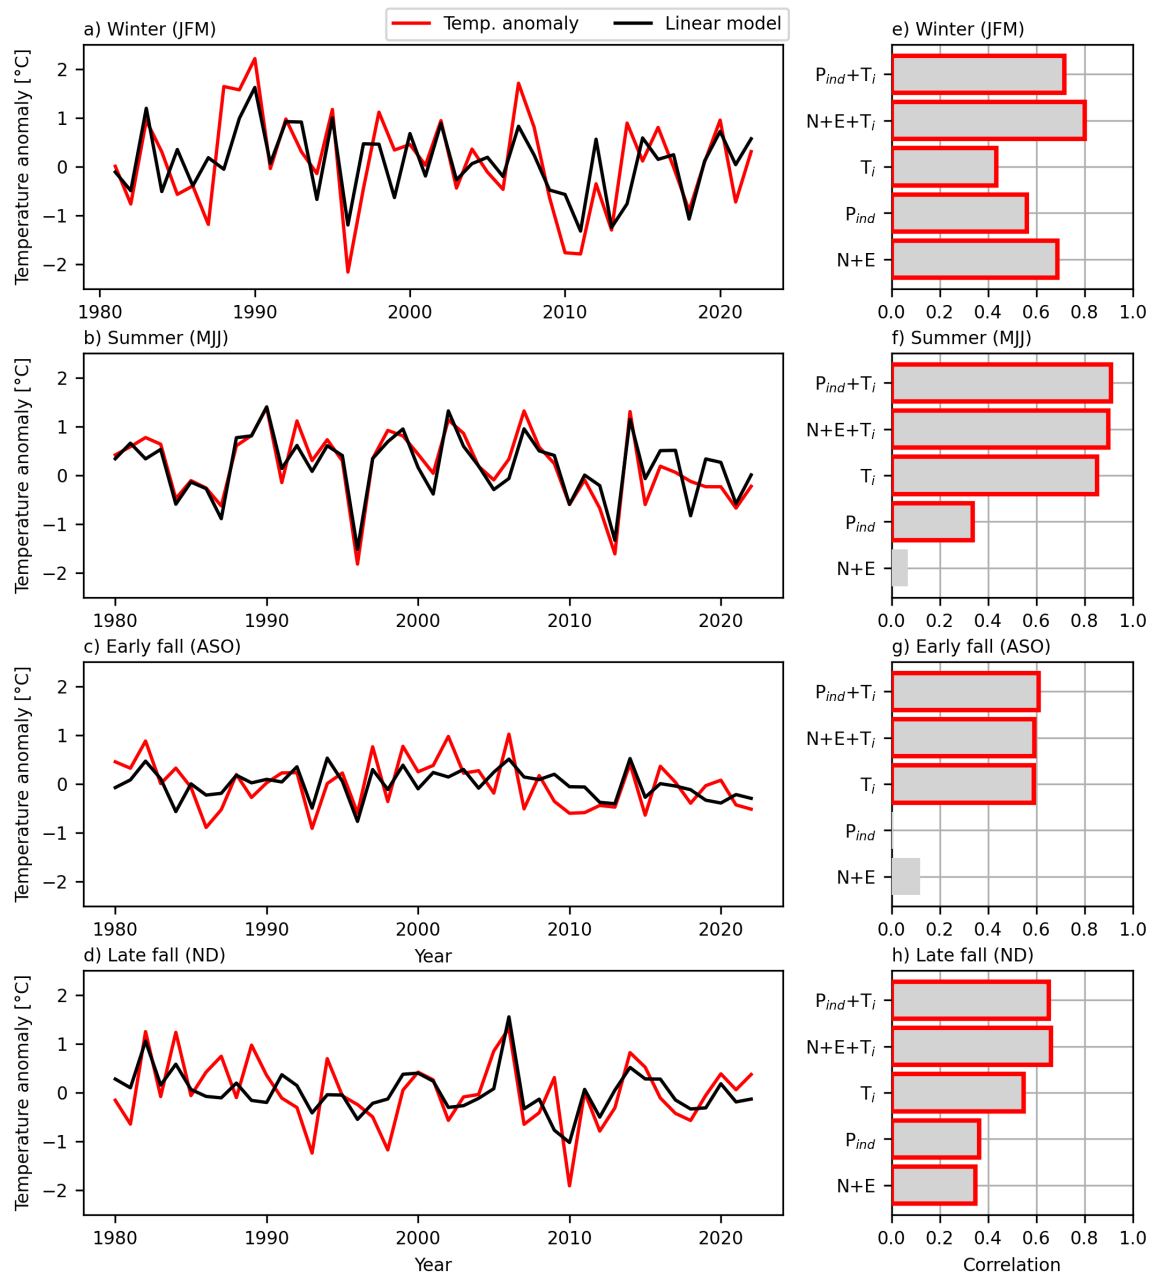 Temp. anomaly Linear model
a) Winter (JFM)
Temperature anomaly [°C]
2
1
0
−1
−2
1980 1990 2000 2010 2020
e) Winter (JFM)
P_ind+T_i
N+E+T_i
T_i
P_ind
N+E
0.0 0.2 0.4 0.6 0.8 1.0
b) Summer (MJJ)
Temperature anomaly [°C]
2
1
0
−1
−2
1980 1990 2000 2010 2020
f) Summer (MJJ)
P_ind+T_i
N+E+T_i
T_i
P_ind
N+E
0.0 0.2 0.4 0.6 0.8 1.0
c) Early fall (ASO)
Temperature anomaly [°C]
2
1
0
−1
−2
1980 1990 2000 2010 2020
Year
g) Early fall (ASO)
P_ind+T_i
N+E+T_i
T_i
P_ind
N+E
0.0 0.2 0.4 0.6 0.8 1.0
d) Late fall (ND)
Temperature anomaly [°C]
2
1
0
−1
−2
1980 1990 2000 2010 2020
Year
h) Late fall (ND)
P_ind+T_i
N+E+T_i
T_i
P_ind
N+E
0.0 0.2 0.4 0.6 0.8 1.0
Correlation